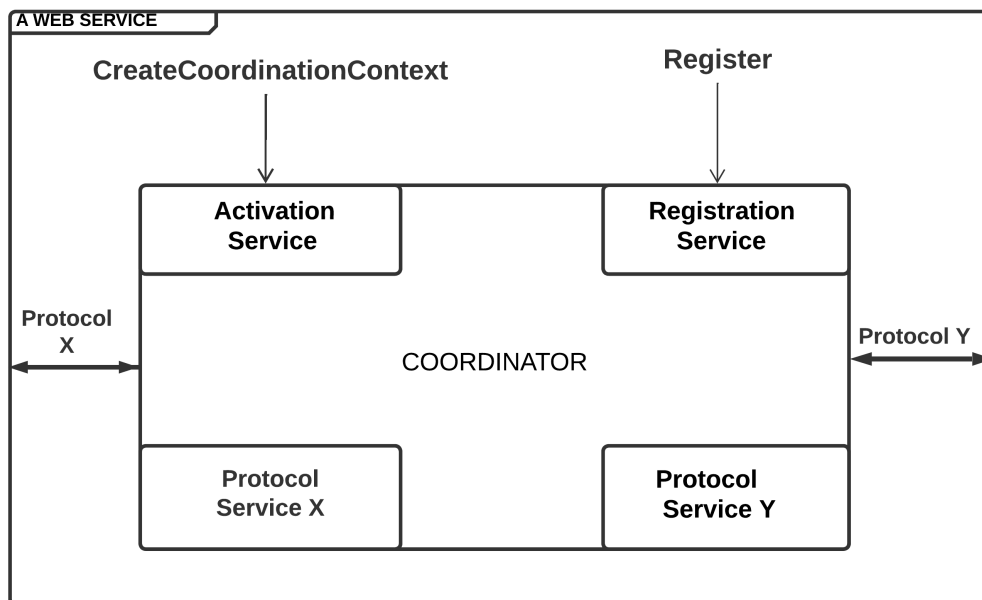 A WEB SERVICE
CreateCoordinationContext
Register
Activation
Service
Registration
Service
Protocol
X
COORDINATOR
Protocol Y
Protocol
Service X
Protocol
Service Y